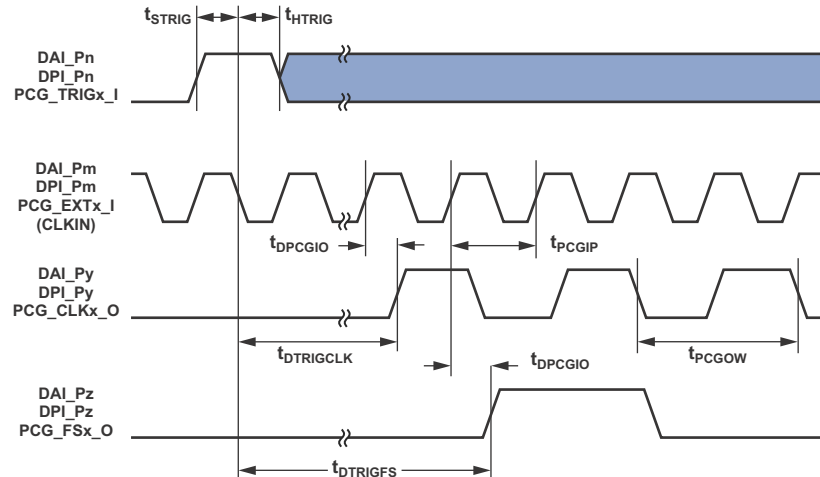 tSTRIG tHTRIG
DAI_Pn
DPI_Pn
PCG_TRIGx_I
DAI_Pm
DPI_Pm
PCG_EXTx_I
(CLKIN)
tDPCGIO tPCGIP
DAI_Py
DPI_Py
PCG_CLKx_O
tDTRIGCLK tDPCGIO tPCGOW
DAI_Pz
DPI_Pz
PCG_FSx_O
tDTRIGFS